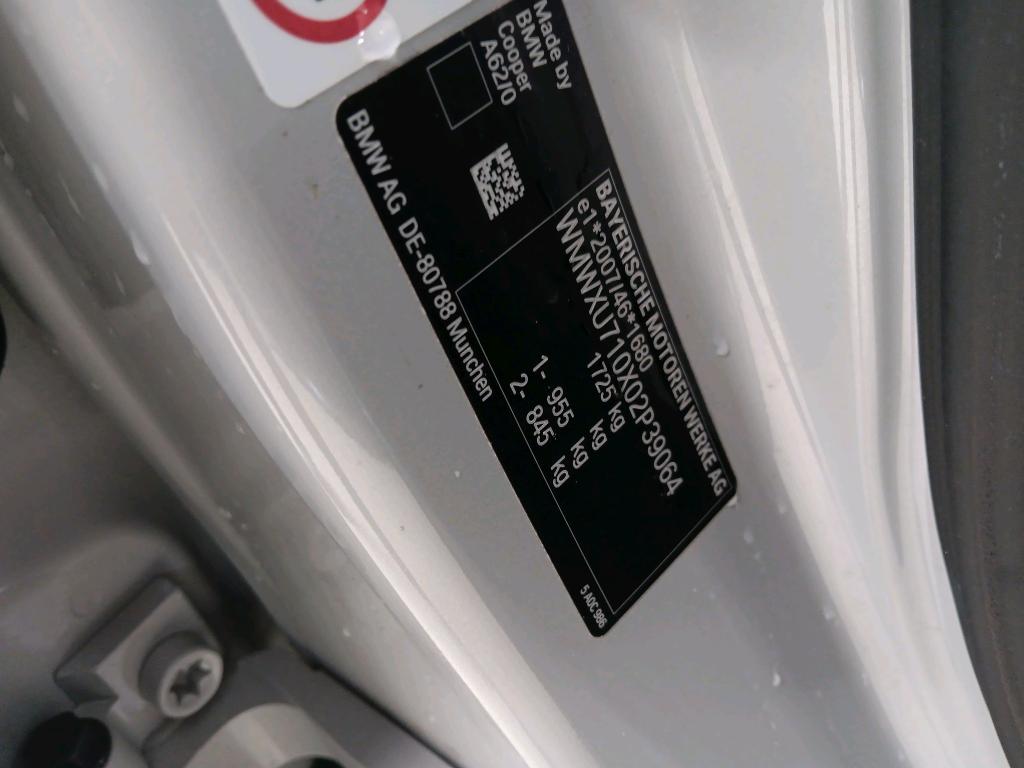 BAYERISCHE MOTOREN WERKE AG
e1*2007/46*1680
WMWXU710X02P39064
1725 kg
kg
1- 955 kg
2- 845 kg
Made by
BMW
Cooper
A62/0
BMW AG DE-80788 Munchen
5 A0C 986